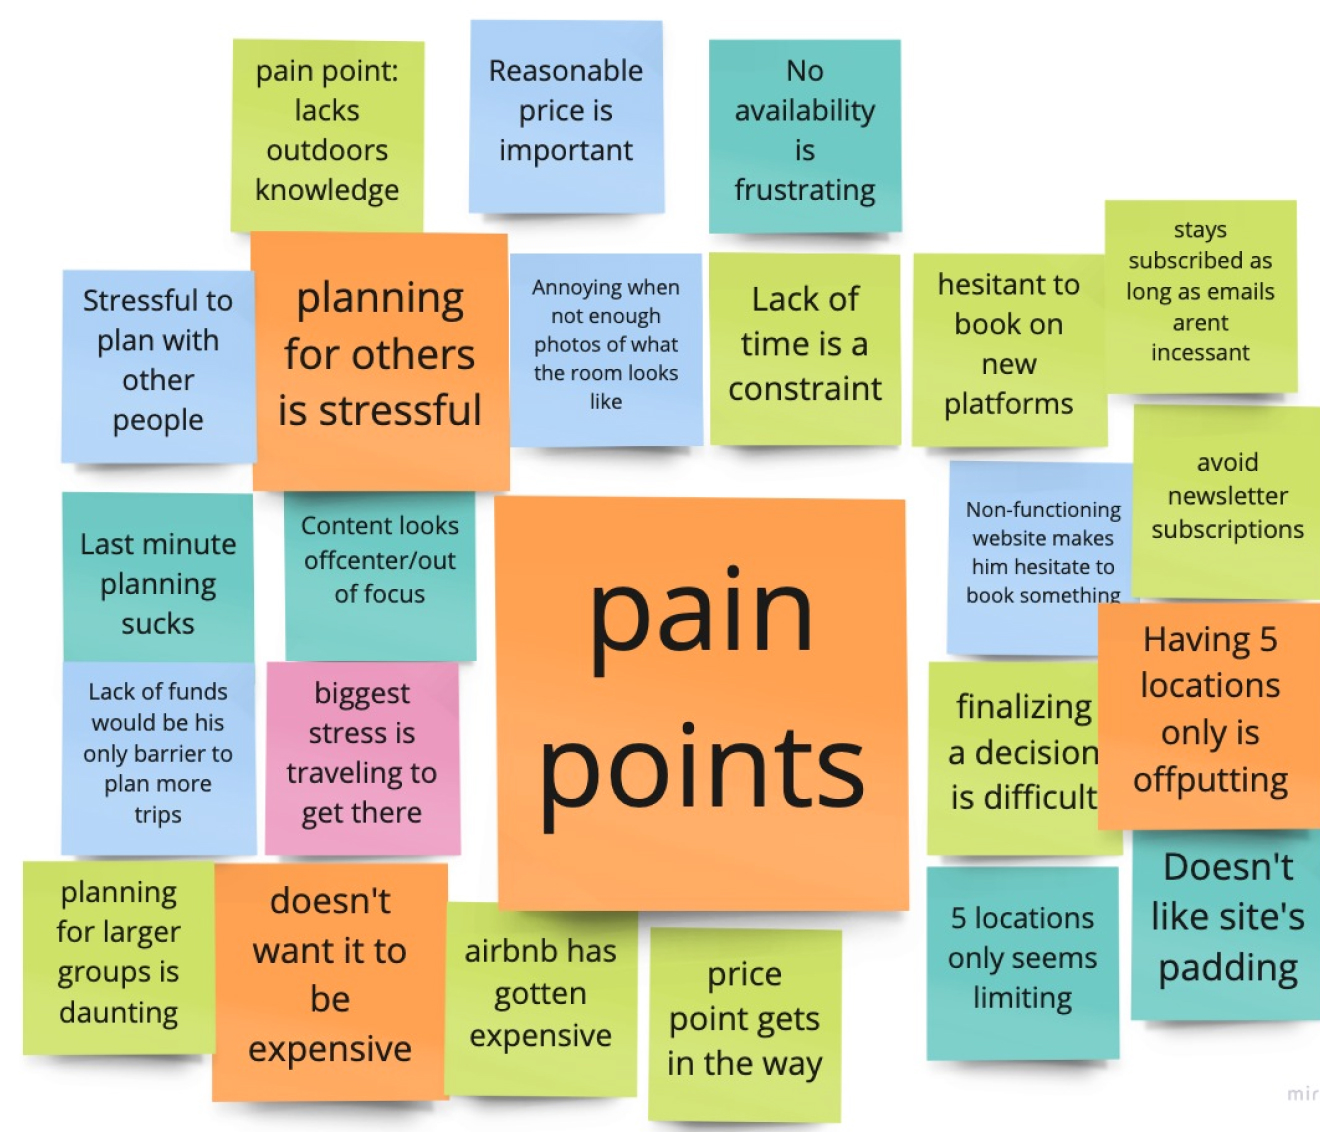 pain point:
lacks
outdoors
knowledge
Reasonable
price is
important
No
availability
is
frustrating
stays
subscribed as
long as emails
arent
incessant
Stressful to
plan with
other
people
planning
for others
is stressful
Annoying when
not enough
photos of what
the room looks
like
Lack of
time is a
constraint
hesitant to
book on
new
platforms
avoid
newsletter
subscriptions
Last minute
planning
sucks
Content looks
offcenter/out
of focus
pain
points
Non-functioning
website makes
him hesitate to
book something
Having 5
locations
only is
offputting
Lack of funds
would be his
only barrier to
plan more
trips
biggest
stress is
traveling to
get there
finalizing
a decision
is difficult
planning
for larger
groups is
daunting
doesn't
want it to
be
expensive
airbnb has
gotten
expensive
price
point gets
in the way
5 locations
only seems
limiting
Doesn't
like site's
padding
mir